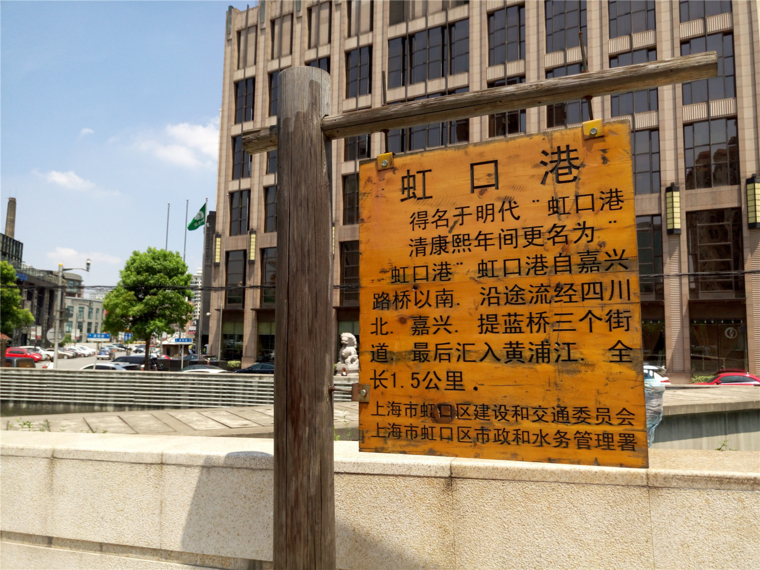 虹口港
得名于明代"虹口港
清康熙年间更名为"
"虹口港"虹口港自嘉兴
路桥以南.沿途流经四川
北.嘉兴.提蓝桥三个街
道.最后汇入黄浦江.全
长1.5公里.
上海市虹口区建设和交通委员会
上海市虹口区市政和水务管理署